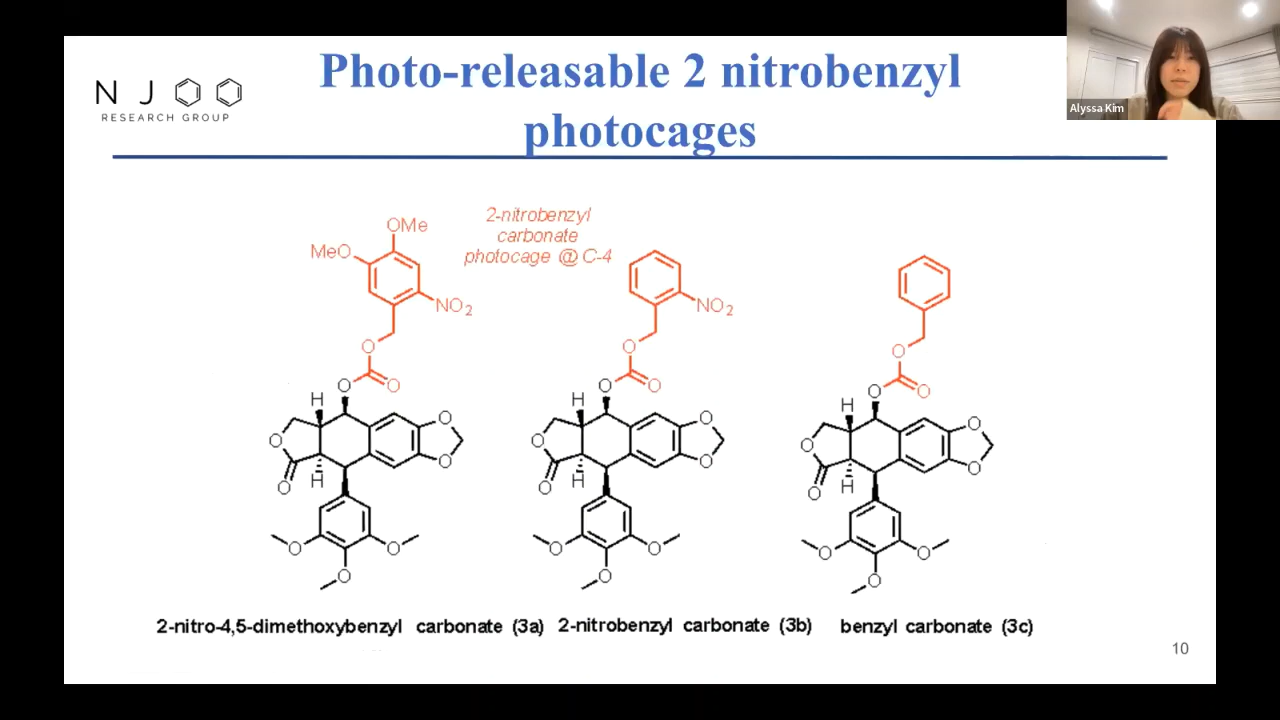 Photo-releasable 2 nitrobenzyl
photocages
N J
RESEARCH GROUP
Alyssa Kim
2-nitrobenzyl
carbonate
photocage @ C-4
OMe
MeO
NO2
O
O
O
H
O
O
O
H
O
O
O
O
O
NO2
O
O
O
H
O
O
O
H
O
O
O
O
O
O
O
O
H
O
O
O
H
O
O
O
O
O
2-nitro-4,5-dimethoxybenzyl carbonate (3a)
2-nitrobenzyl carbonate (3b)
benzyl carbonate (3c)
10